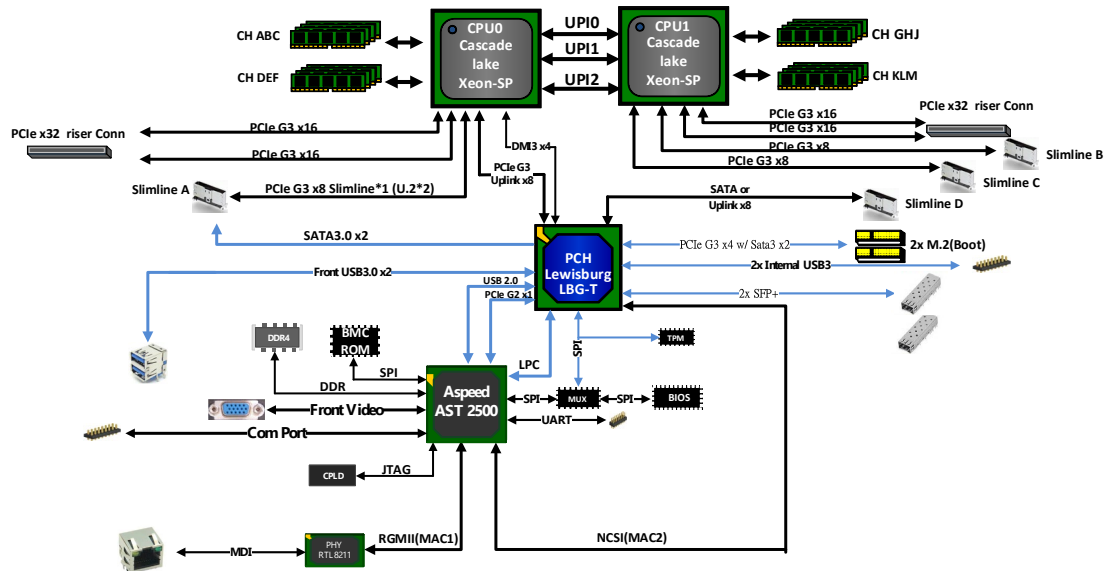 CPU0
Cascade
lake
Xeon-SP
UPI0
UPI1
UPI2
CPU1
Cascade
lake
Xeon-SP
CH ABC
CH DEF
CH GHJ
CH KLM
PCIe x32 riser Conn
PCIe G3 x16
PCIe G3 x16
DMI3 x4
PCIe G3
Uplink x8
PCIe G3 x16
PCIe G3 x16
PCIe G3 x8
PCIe G3 x8
PCIe x32 riser Conn
Slimline B
Slimline C
Slimline A
PCIe G3 x8 Slimline*1 (U.2*2)
SATA or
Uplink x8
Slimline D
SATA3.0 x2
PCH
Lewisburg
LBG-T
PCIe G3 x4 w/ Sata3 x2
2x M.2(Boot)
Front USB3.0 x2
2x Internal USB3
USB 2.0
PCIe G2 x1
2x SFP+
DDR4
BMC
ROM
SPI
TPM
LPC
SPI
DDR
Aspeed
AST 2500
SPI
MUX
SPI
BIOS
Front Video
UART
Com Port
CPLD
JTAG
MDI
PHY
RTL8211
RGMII(MAC1)
NCSI(MAC2)